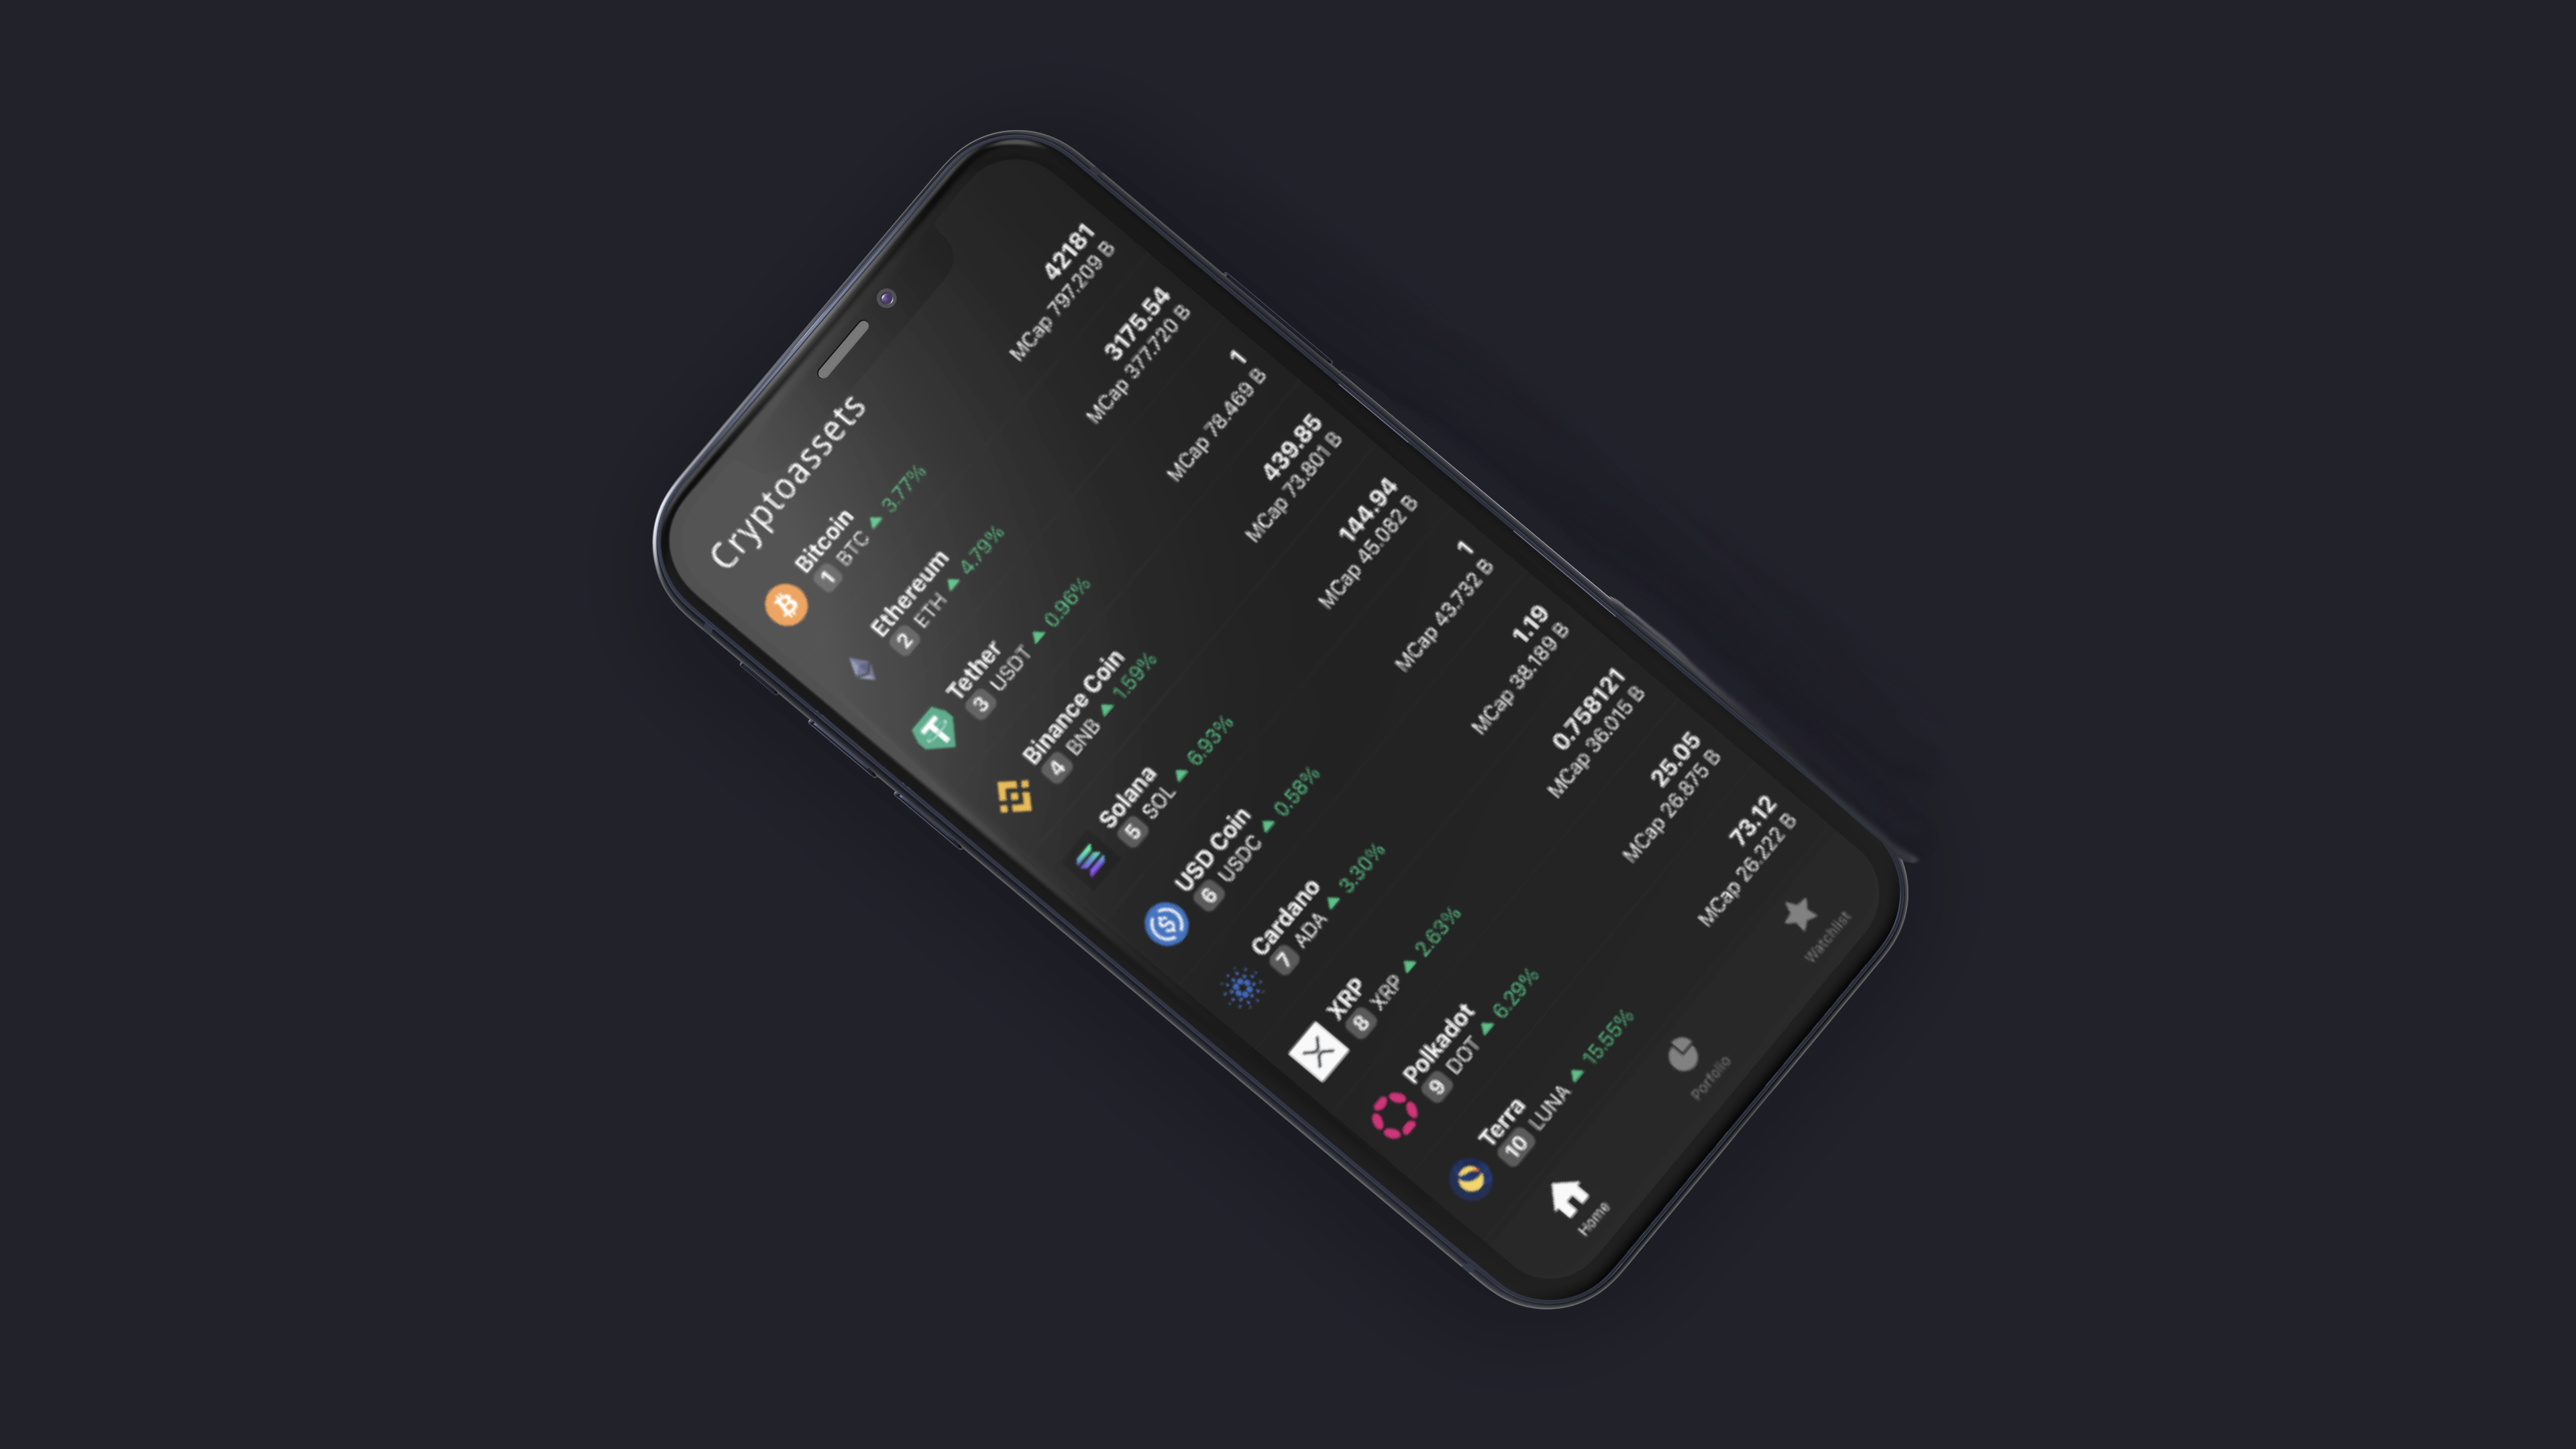 Cryptoassets
Bitcoin 42181
1 BTC ▲ 3.77% MCap 797.209 B
Ethereum 3175.54
2 ETH ▲ 4.79% MCap 377.720 B
Tether 1
3 USDT ▲ 0.96% MCap 78.469 B
Binance Coin 439.85
4 BNB ▲ 1.59% MCap 73.801 B
Solana 144.94
5 SOL ▲ 6.93% MCap 45.082 B
USD Coin 1
6 USDC ▲ 0.58% MCap 43.732 B
Cardano 1.19
7 ADA ▲ 3.30% MCap 38.189 B
XRP 0.758121
8 XRP ▲ 2.63% MCap 36.015 B
Polkadot 25.05
9 DOT ▲ 6.29% MCap 26.875 B
Terra 73.12
10 LUNA ▲ 15.55% MCap 26.222 B
Home Porfolio Watchlist